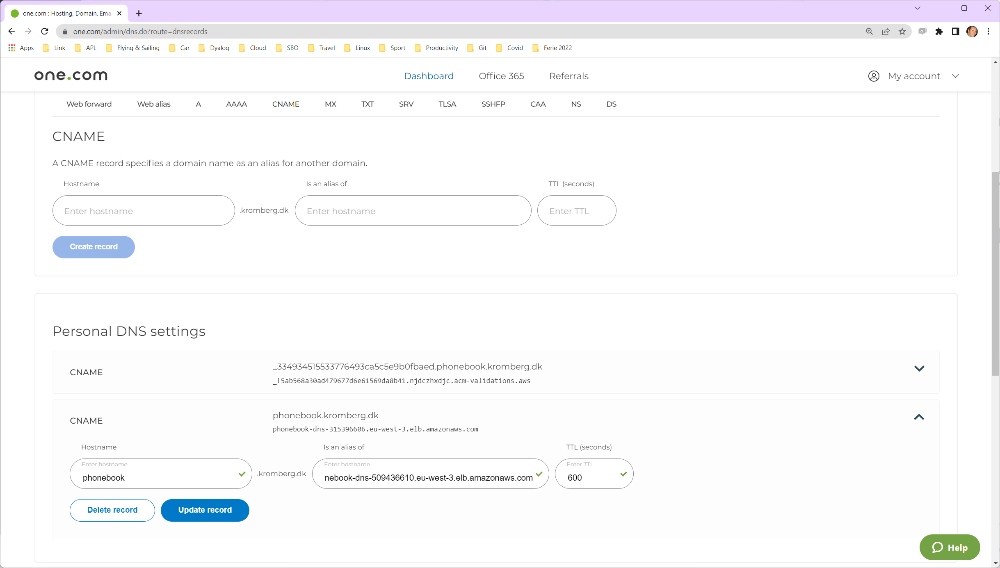 one.com : Hosting, Domain, Emai
one.com/admin/dns.do?route=dnsrecords
Apps Link APL Flying & Sailing Car Dyalog Cloud SBO Travel Linux Sport Productivity Git Covid Ferie 2022
one.com Dashboard Office 365 Referrals My account
Web forward Web alias A AAAA CNAME MX TXT SRV TLSA SSHFP CAA NS DS
CNAME
A CNAME record specifies a domain name as an alias for another domain.
Hostname Is an alias of TTL (seconds)
Enter hostname .kromberg.dk Enter hostname Enter TTL
Create record
Personal DNS settings
CNAME
_334934515533776493ca5c5e9b0fbaed.phonebook.kromberg.dk
_f5ab568a30ad479677d6e61569da8b41.njdczhxdjc.acm-validations.aws
CNAME
phonebook.kromberg.dk
phonebook-dns-315396606.eu-west-3.elb.amazonaws.com
Hostname Is an alias of TTL (seconds)
Enter hostname Enter hostname Enter TTL
phonebook .kromberg.dk nebook-dns-509436610.eu-west-3.elb.amazonaws.com 600
Delete record Update record
Help